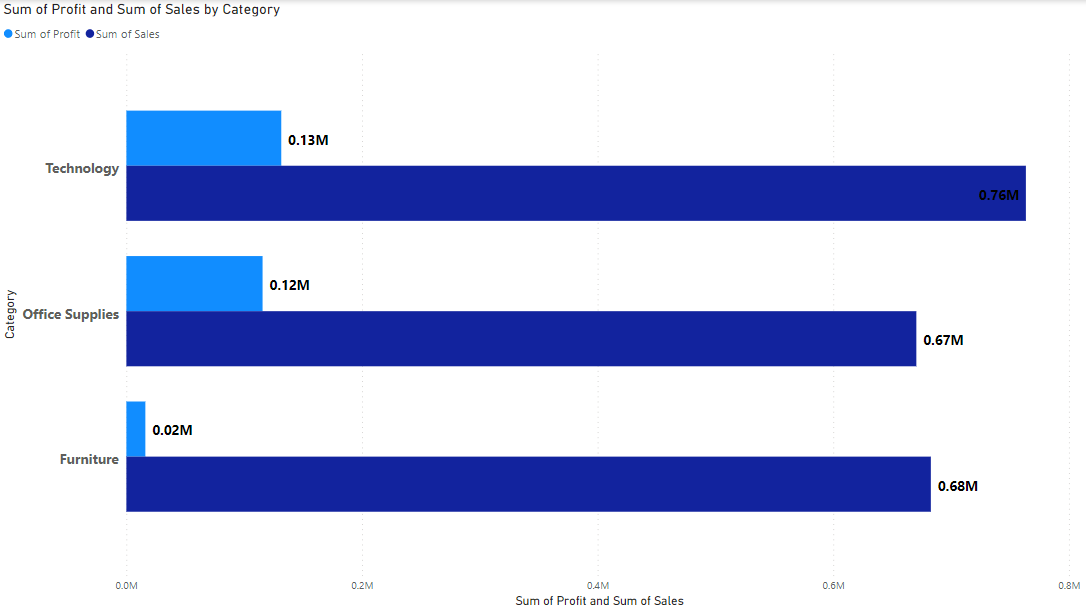 Sum of Profit and Sum of Sales by Category
Sum of Profit Sum of Sales
0.13M
Technology
0.76M
0.12M
Office Supplies
0.67M
0.02M
Furniture
0.68M
Category
0.0M 0.2M 0.4M 0.6M 0.8M
Sum of Profit and Sum of Sales